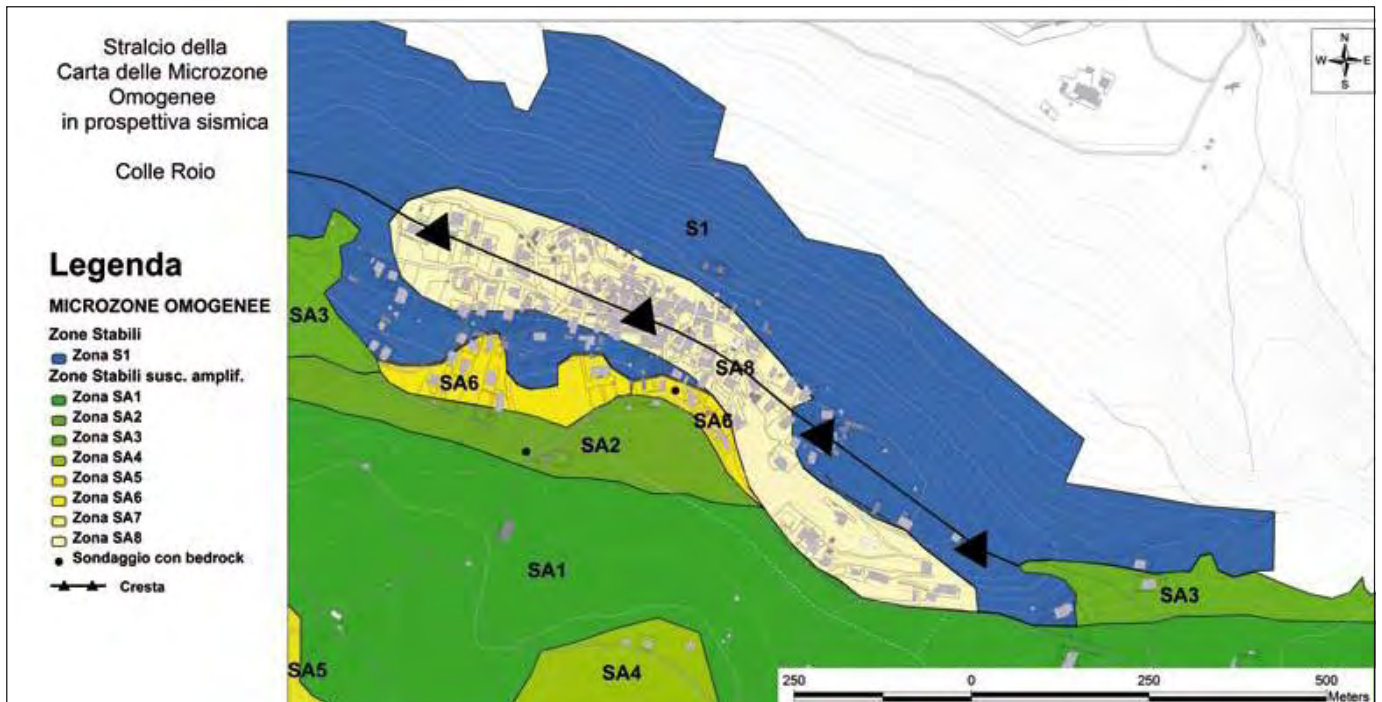 Stralcio della
Carta delle Microzone
Omogenee
in prospettiva sismica
Colle Roio
Legenda
MICROZONE OMOGENEE
Zone Stabili
Zona S1
Zone Stabili susc. amplif.
Zona SA1
Zona SA2
Zona SA3
Zona SA4
Zona SA5
Zona SA6
Zona SA7
Zona SA8
Sondaggio con bedrock
Cresta
N
W E
S
S1
SA3
SA8
SA6
SA6
SA2
SA1
SA3
SA5
SA4
250 0 250 500
Meters